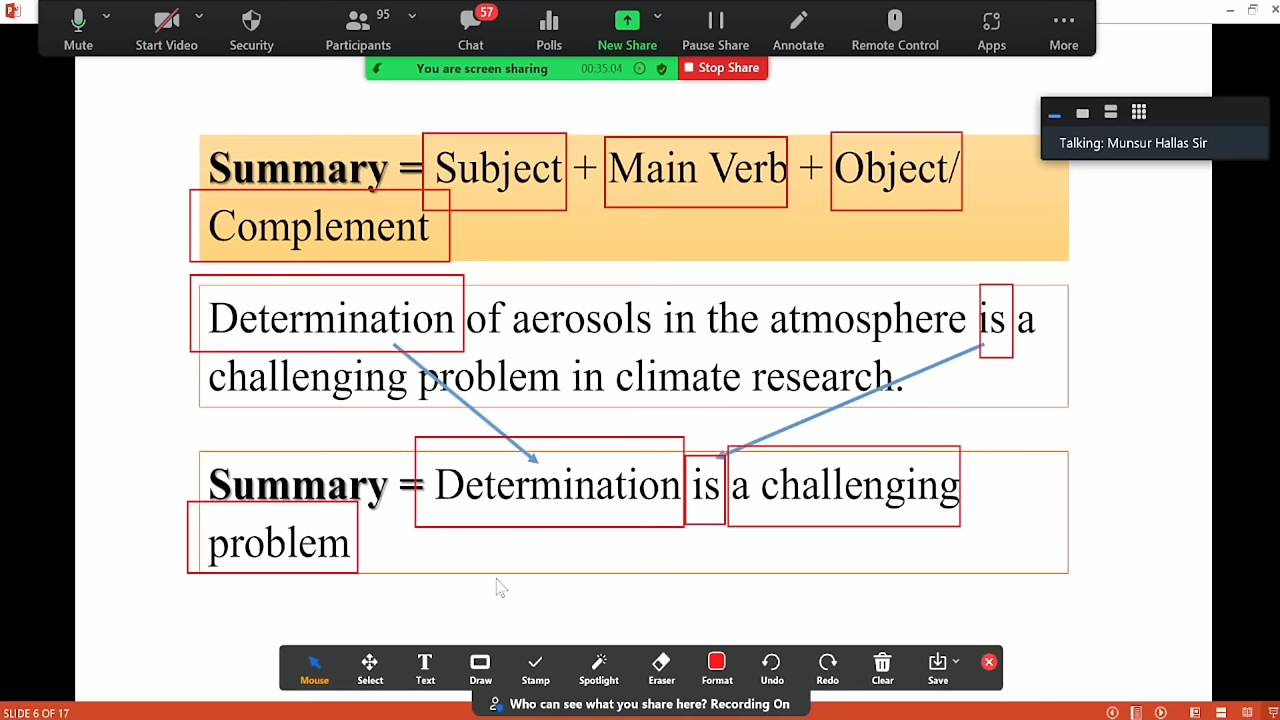 95
57
Mute
Start Video
Security
Participants
Chat
Polls
New Share
Pause Share
Annotate
Remote Control
Apps
More
You are screen sharing
00:35:04
Stop Share
Talking: Munsur Hallas Sir
Summary = Subject + Main Verb + Object/
Complement
Determination of aerosols in the atmosphere is a
challenging problem in climate research.
Summary = Determination is a challenging
problem
Mouse
Select
Text
Draw
Stamp
Spotlight
Eraser
Format
Undo
Redo
Clear
Save
Who can see what you share here? Recording On
SLIDE 6 OF 17